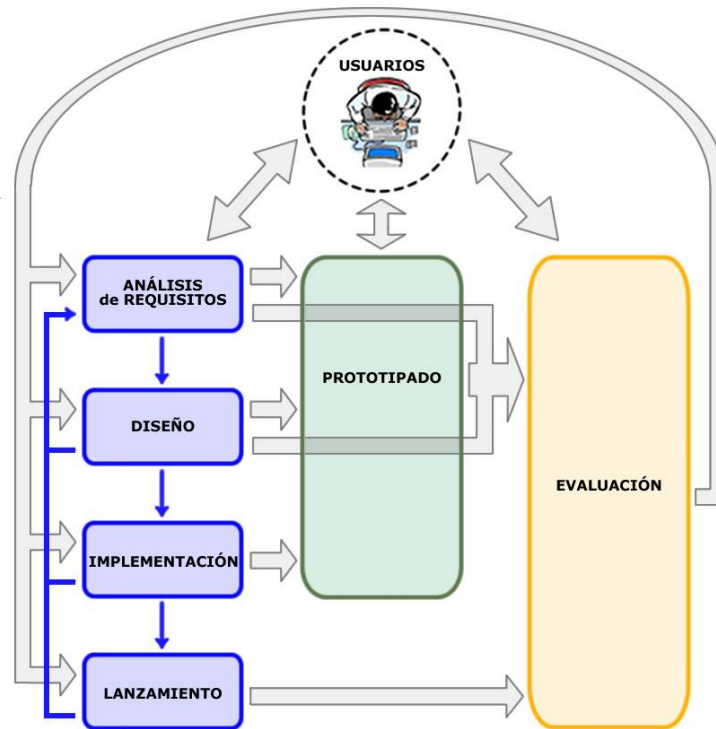 USUARIOS
ANÁLISIS
de REQUISITOS
PROTOTIPADO
DISEÑO
EVALUACIÓN
IMPLEMENTACIÓN
LANZAMIENTO